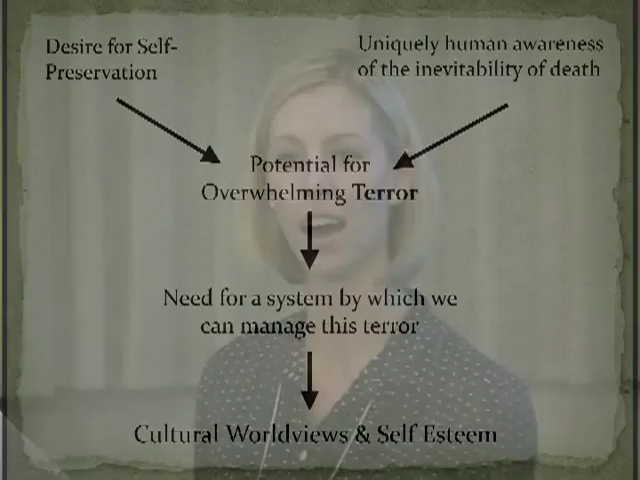 Desire for Self-
Preservation
Uniquely human awareness
of the inevitability of death
Potential for
Overwhelming Terror
Need for a system by which we
can manage this terror
Cultural Worldviews & Self Esteem